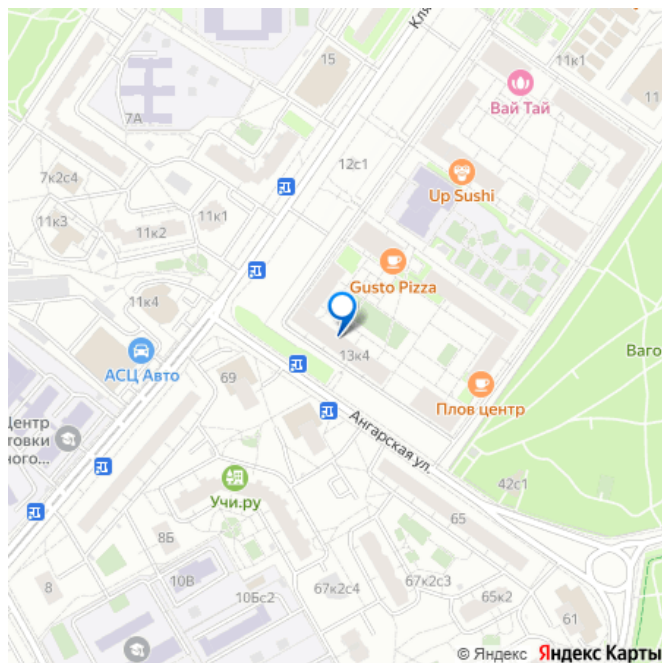 Кля
11к1
15
Вай Тай
11
7А
12с1
7к2с4
Up Sushi
11к3
11к1
11к2
Gusto Pizza
11к4
Ваго
13к4
АСЦ Авто
69
Плов центр
Центр
товки
ного...
Ангарская ул.
Учи.ру
42с1
65
8Б
10В
67к2с4
67к2с3
8
10Бс2
65к2
61
© Яндекс Яндекс Карты